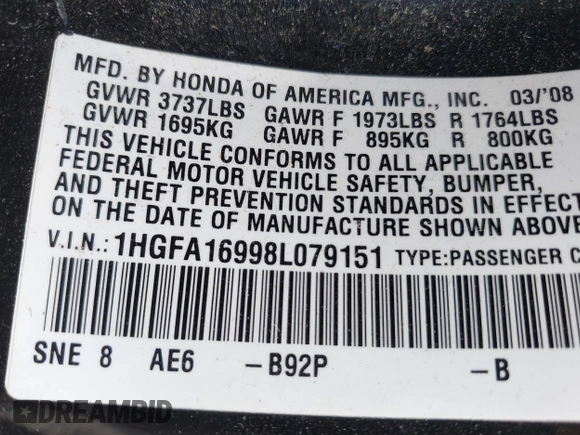 MFD. BY HONDA OF AMERICA MFG., INC. 03/'08
GVWR 3737LBS GAWR F 1973LBS R 1764LBS
GVWR 1695KG GAWR F 895KG R 800KG
THIS VEHICLE CONFORMS TO ALL APPLICABLE
FEDERAL MOTOR VEHICLE SAFETY, BUMPER,
AND THEFT PREVENTION STANDARDS IN EFFECT
ON THE DATE OF MANUFACTURE SHOWN ABOVE
V.I.N.: 1HGFA16998L079151 TYPE:PASSENGER C
SNE 8 AE6 -B92P -B
DREAMBID